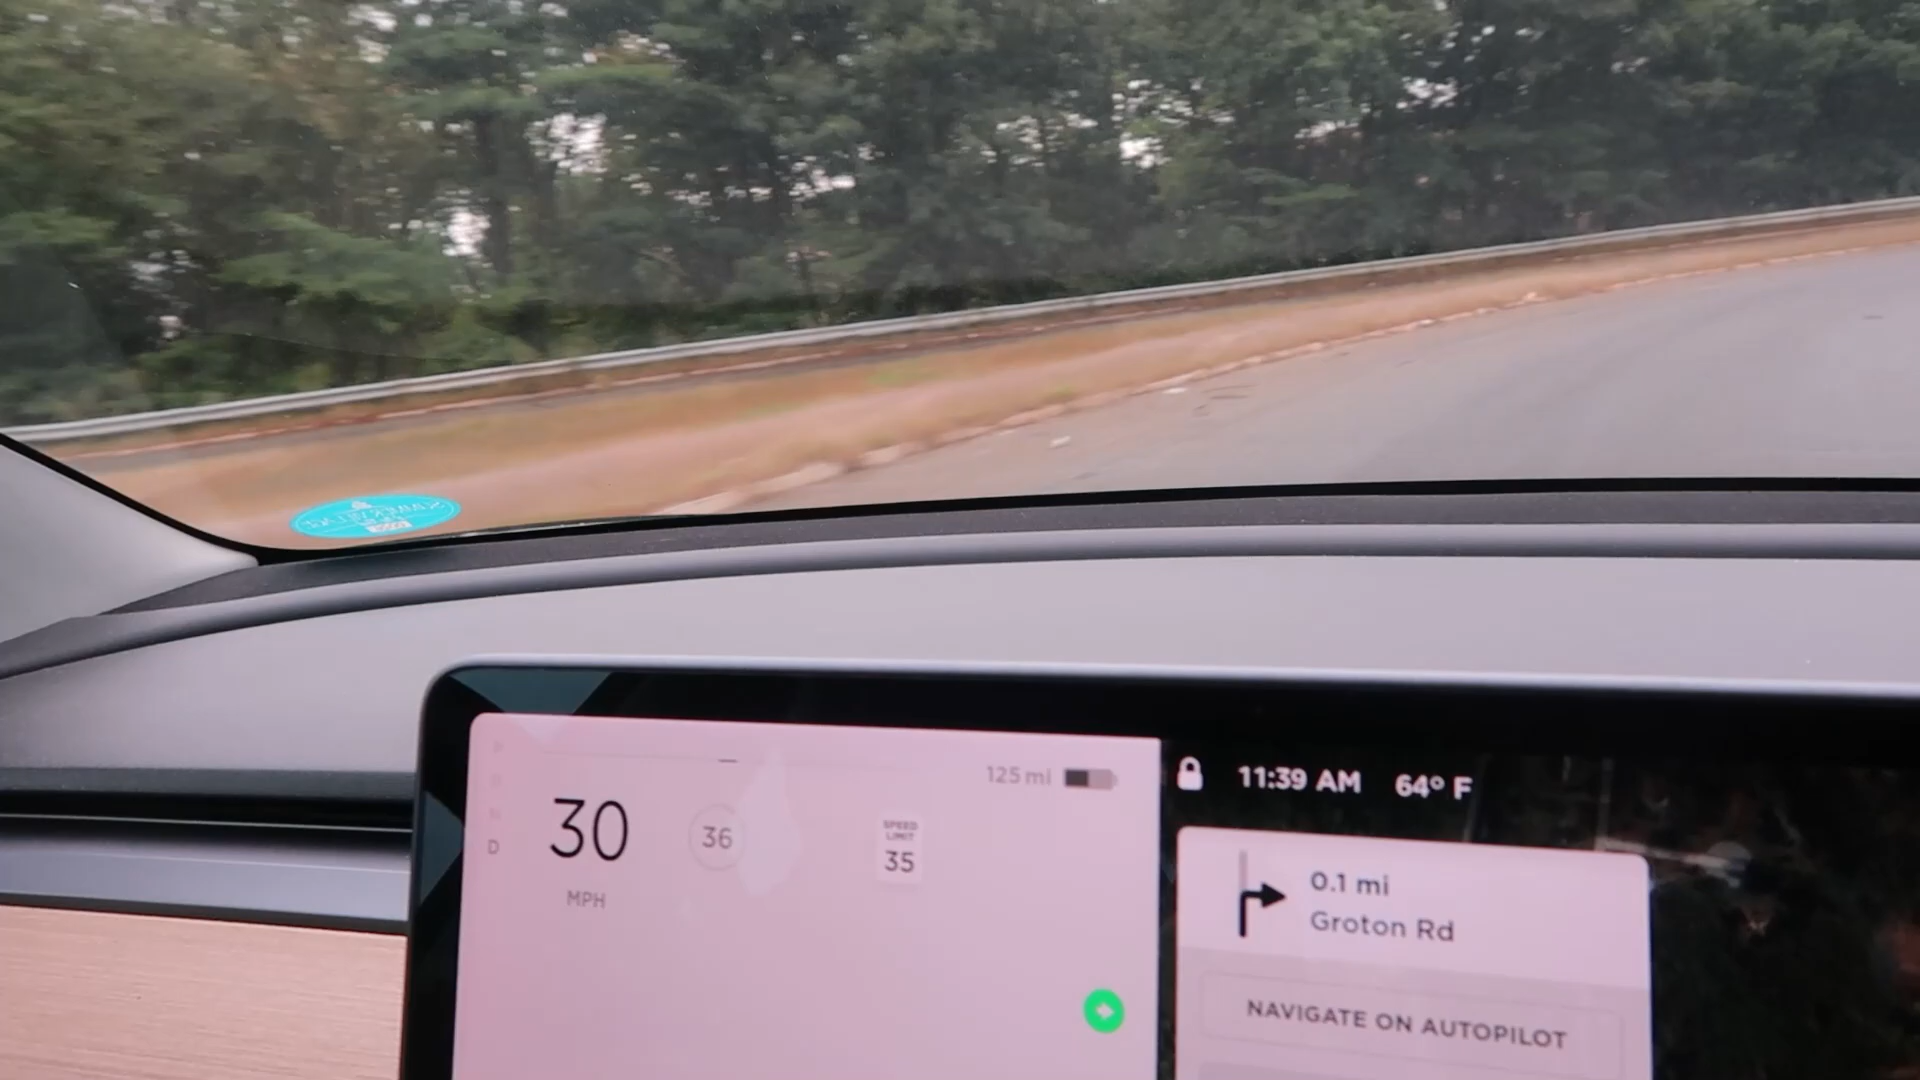 125 mi
11:39 AM 64° F
30
MPH
36
SPEED
LIMIT
35
D
0.1 mi
Groton Rd
NAVIGATE ON AUTOPILOT